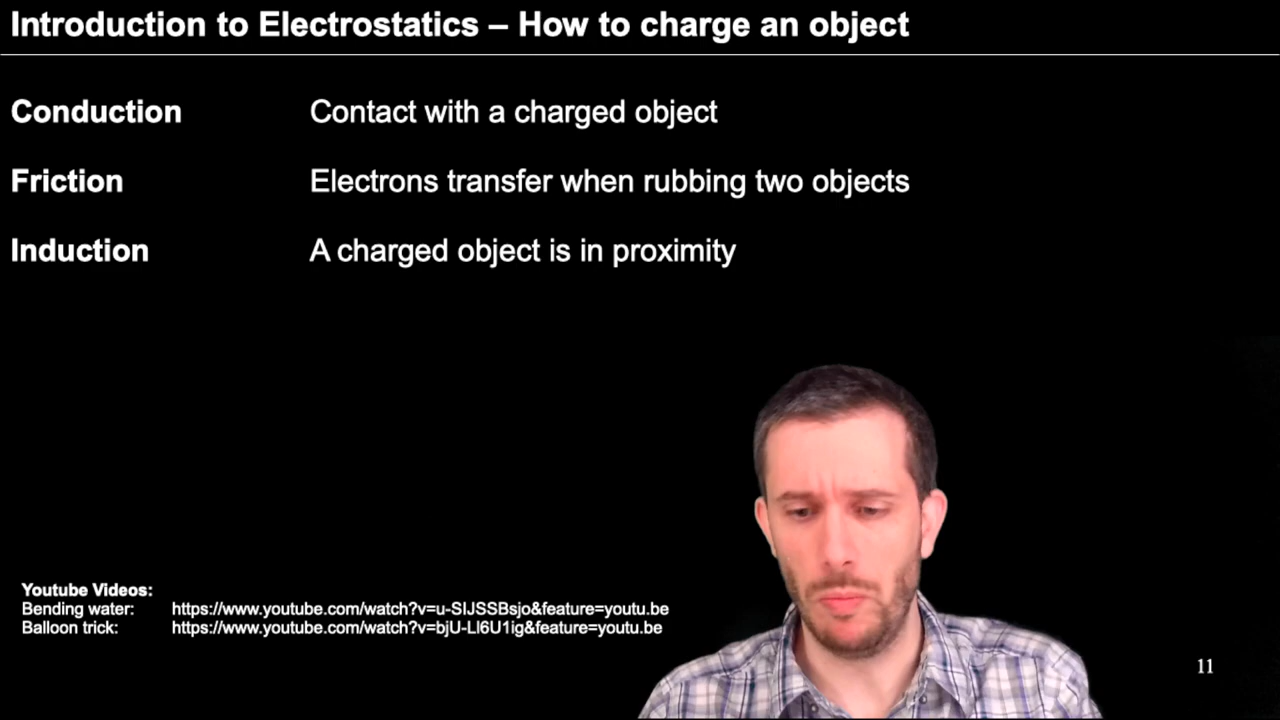 Introduction to Electrostatics – How to charge an object
Conduction Contact with a charged object
Friction Electrons transfer when rubbing two objects
Induction A charged object is in proximity
Youtube Videos:
Bending water: https://www.youtube.com/watch?v=u-SIJSSBsjo&feature=youtu.be
Balloon trick: https://www.youtube.com/watch?v=bjU-Ll6U1ig&feature=youtu.be
11